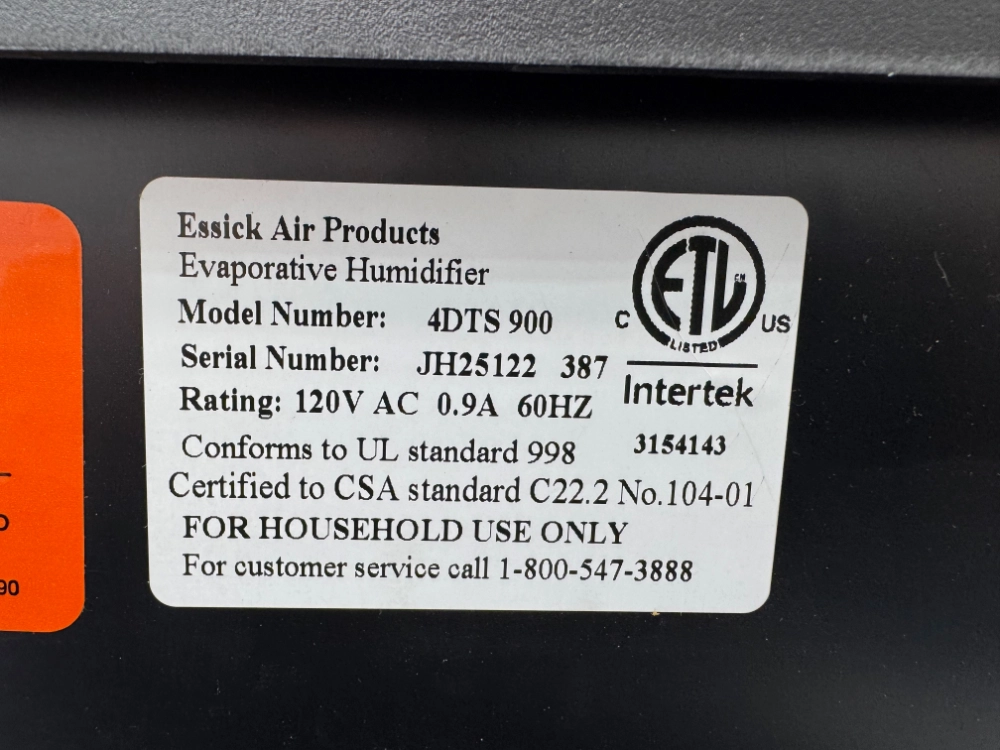 Essick Air Products
Evaporative Humidifier
Model Number: 4DTS 900
Serial Number: JH25122 387
Rating: 120V AC 0.9A 60HZ
Conforms to UL standard 998
Certified to CSA standard C22.2 No.104-01
FOR HOUSEHOLD USE ONLY
For customer service call 1-800-547-3888
ETL CM
C US
LISTED
Intertek
3154143
90